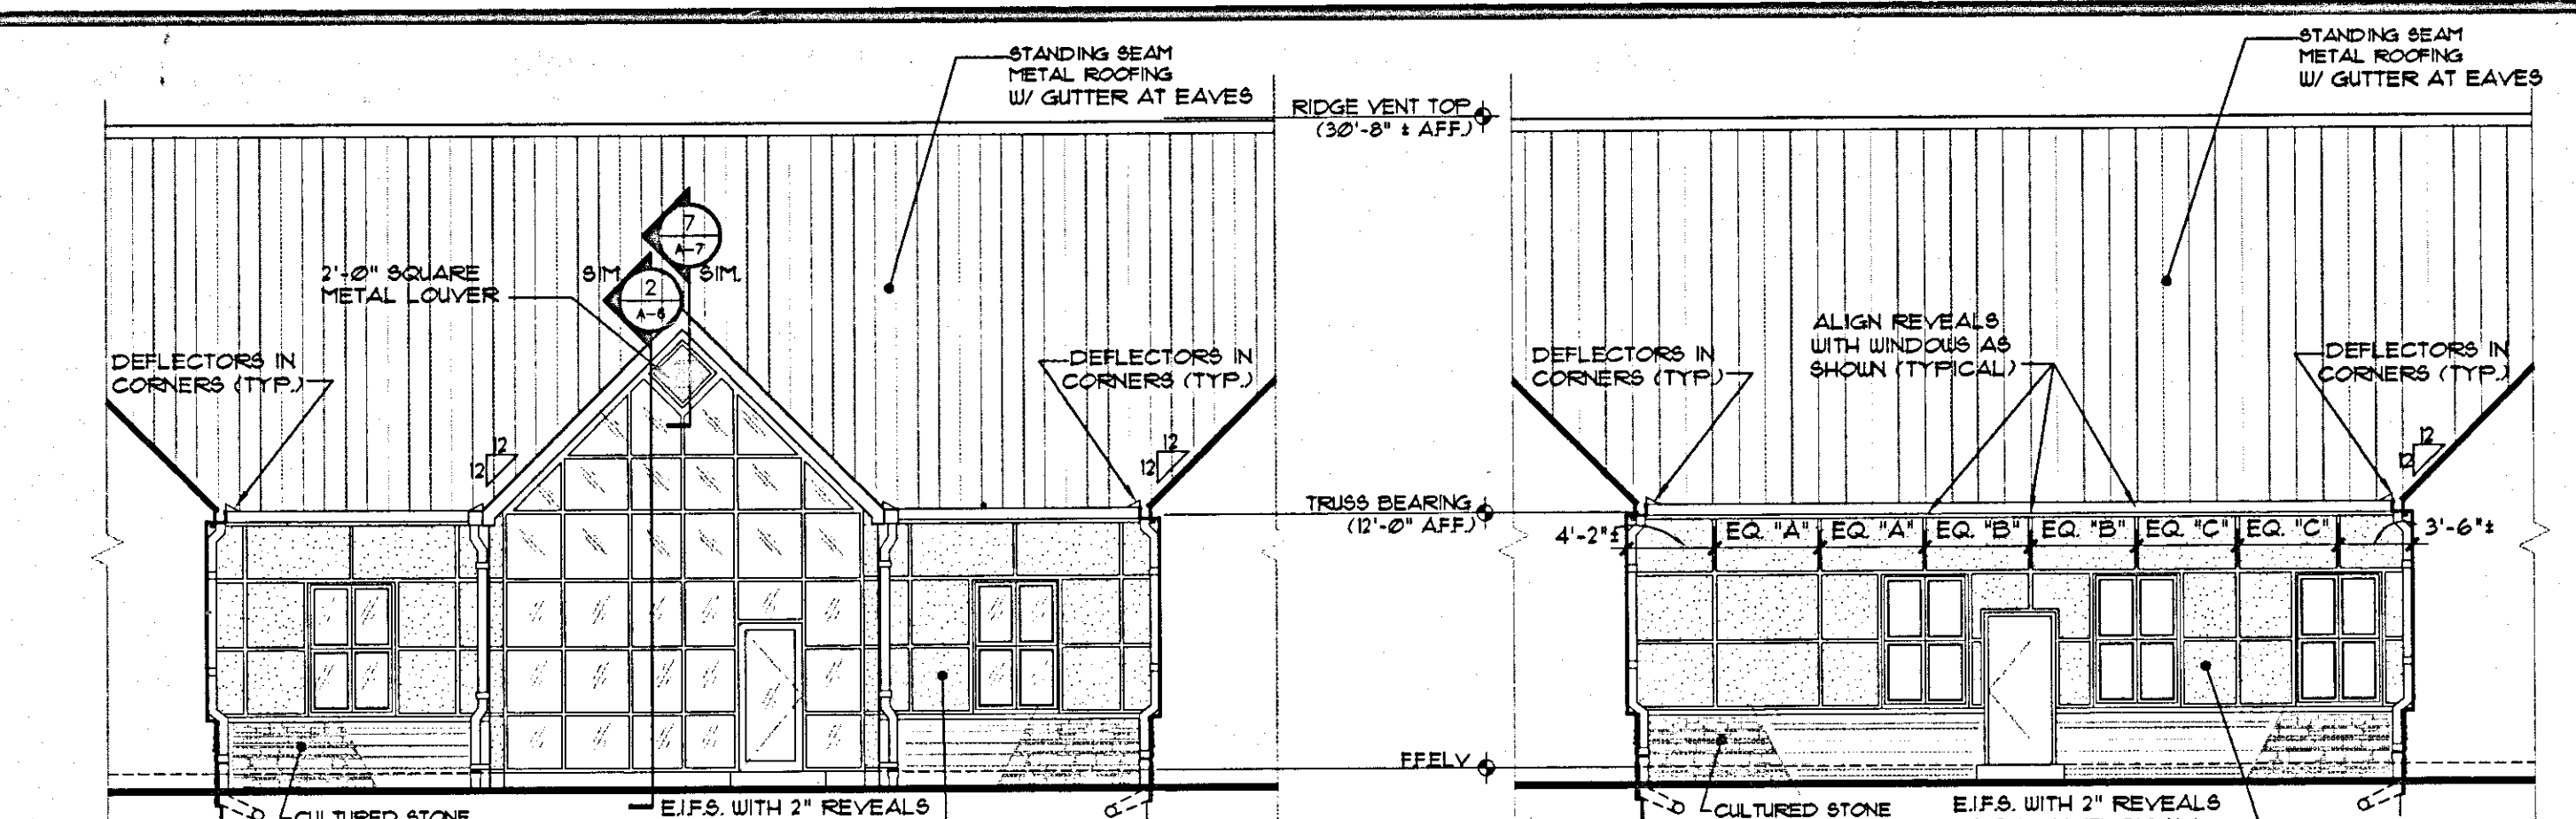 STANDING SEAM
METAL ROOFING
W/ GUTTER AT EAVES
RIDGE VENT TOP
(30'-8" ± AFF.)
STANDING SEAM
METAL ROOFING
W/ GUTTER AT EAVES
7
A-7
SIM.
SIM.
2
A-6
2'-0" SQUARE
METAL LOUVER
DEFLECTORS IN
CORNERS (TYP.)
DEFLECTORS IN
CORNERS (TYP.)
12
12
12
12
DEFLECTORS IN
CORNERS (TYP.)
ALIGN REVEALS
WITH WINDOWS AS
SHOWN (TYPICAL)
DEFLECTORS IN
CORNERS (TYP.)
12
12
TRUSS BEARING
(12'-0" AFF.)
4'-2"±
EQ. "A"
EQ. "A"
EQ. "B"
EQ. "B"
EQ. "C"
EQ. "C"
3'-6"±
FFELV
CULTURED STONE
E.I.F.S. WITH 2" REVEALS
CULTURED STONE
E.I.F.S. WITH 2" REVEALS